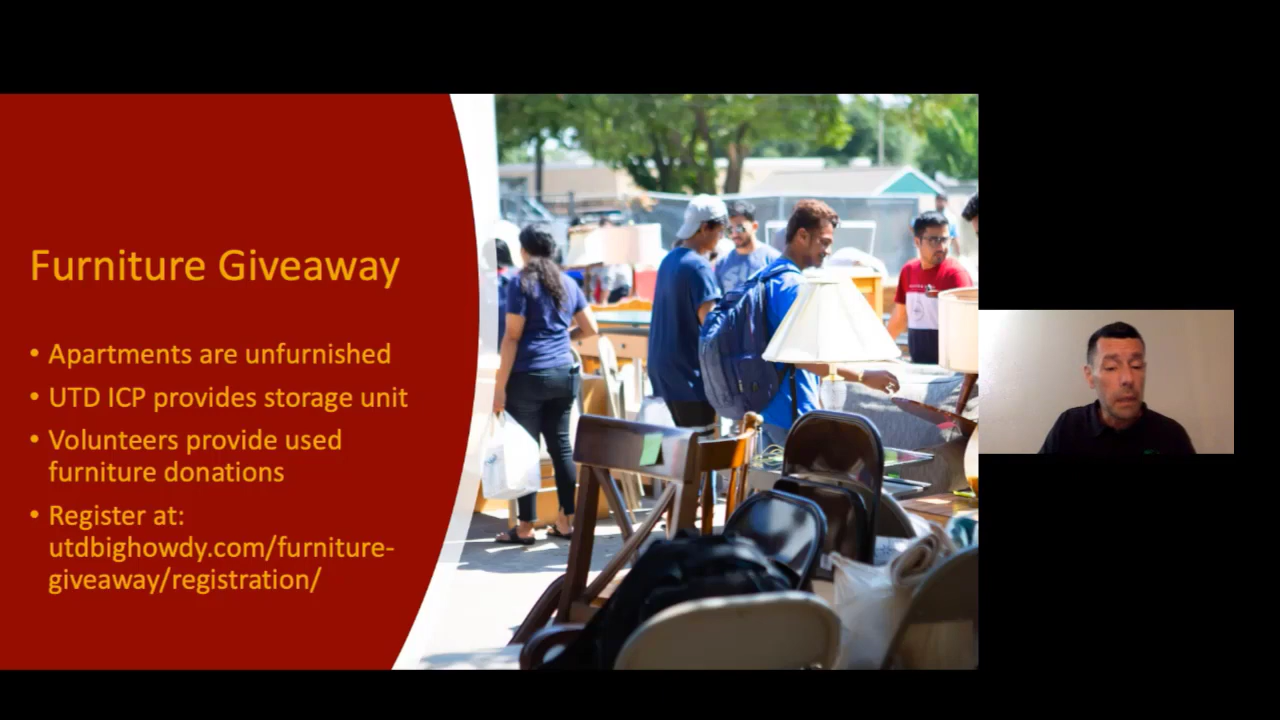 Furniture Giveaway
• Apartments are unfurnished
• UTD ICP provides storage unit
• Volunteers provide used
furniture donations
• Register at:
utdbighowdy.com/furniture-
giveaway/registration/